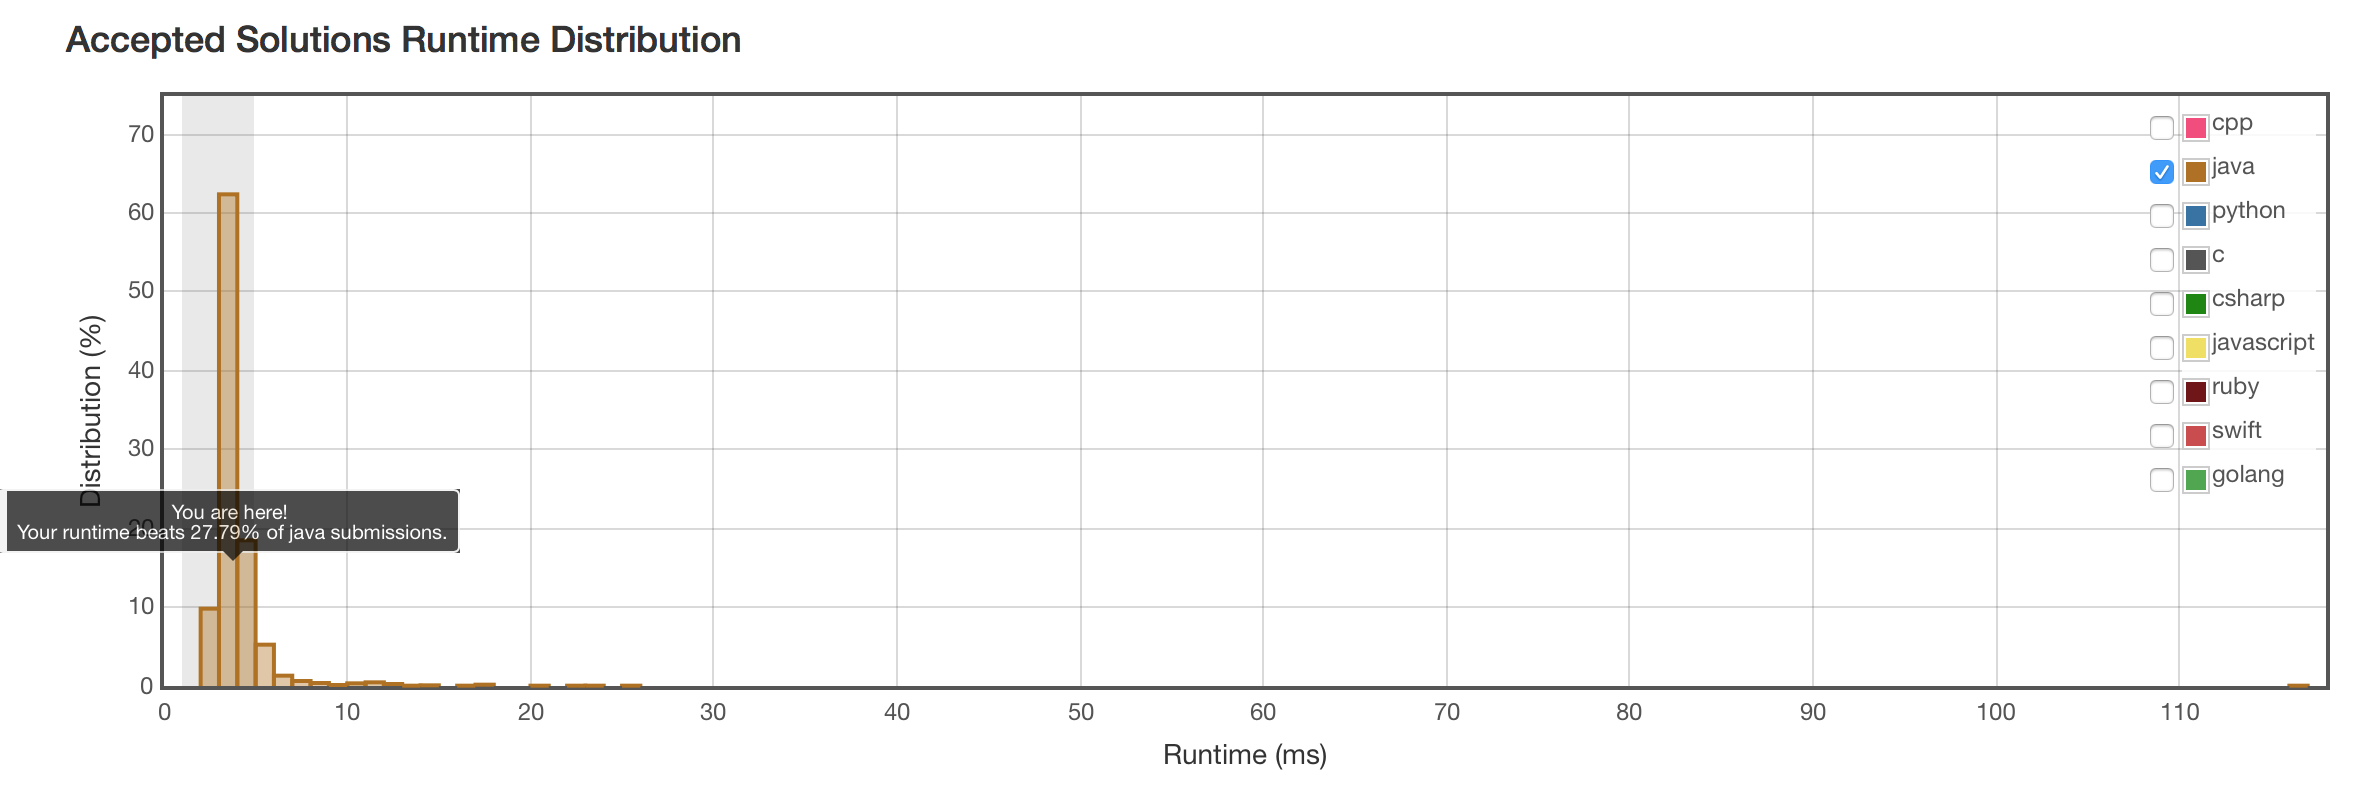 Accepted Solutions Runtime Distribution
Distribution (%)
70
60
50
40
30
20
10
0
You are here!
Your runtime beats 27.79% of java submissions.
cpp
java
python
c
csharp
javascript
ruby
swift
golang
0 10 20 30 40 50 60 70 80 90 100 110
Runtime (ms)